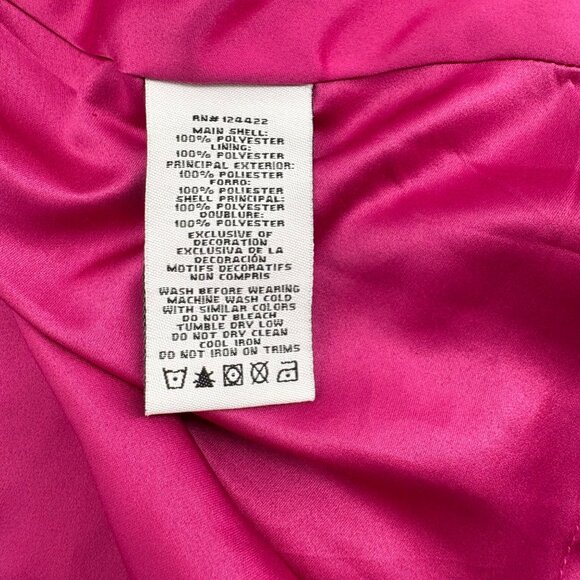 RN# 124422
MAIN SHELL:
100% POLYESTER
LINING:
100% POLYESTER
PRINCIPAL EXTERIOR:
100% POLIESTER
FORRO:
100% POLIESTER
SHELL PRINCIPAL:
100% POLYESTER
DOUBLURE:
100% POLYESTER
EXCLUSIVE OF
DECORATION
EXCLUSIVA DE LA
DECORACIÓN
MOTIFS DECORATIFS
NON COMPRIS
WASH BEFORE WEARING
MACHINE WASH COLD
WITH SIMILAR COLORS
DO NOT BLEACH
TUMBLE DRY LOW
DO NOT DRY CLEAN
COOL IRON
DO NOT IRON ON TRIMS